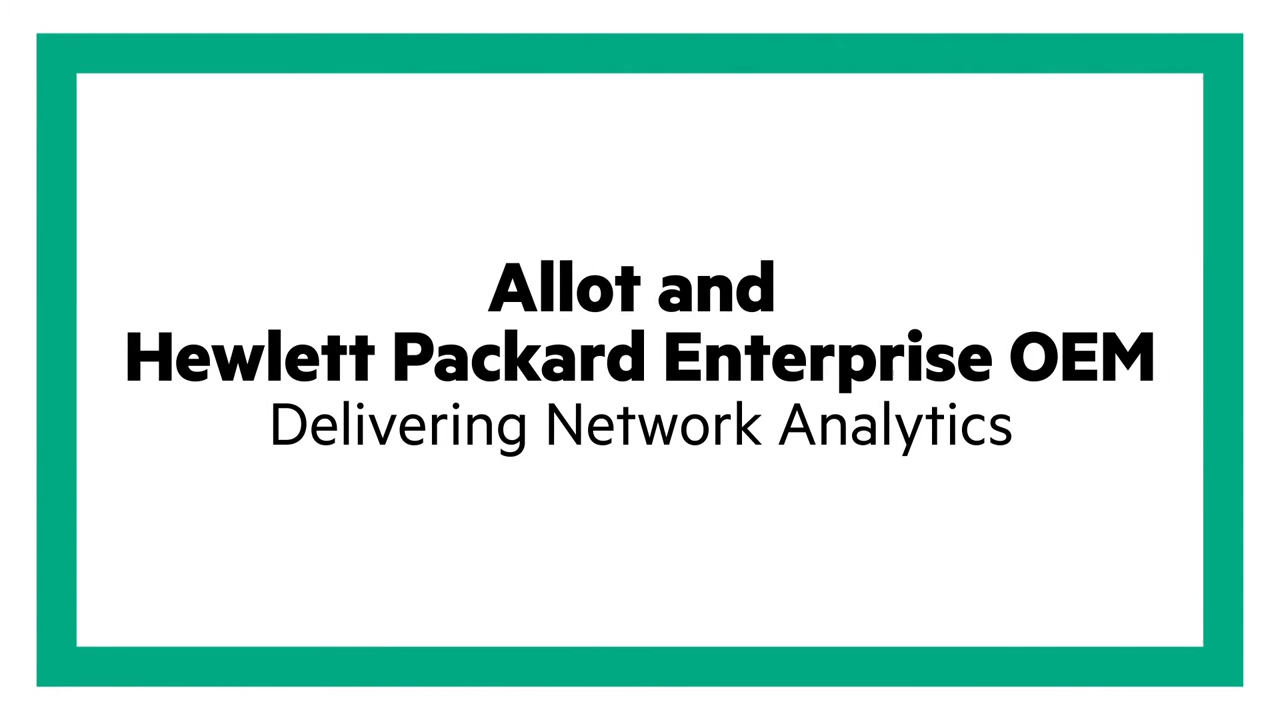 Allot and
Hewlett Packard Enterprise OEM
Delivering Network Analytics